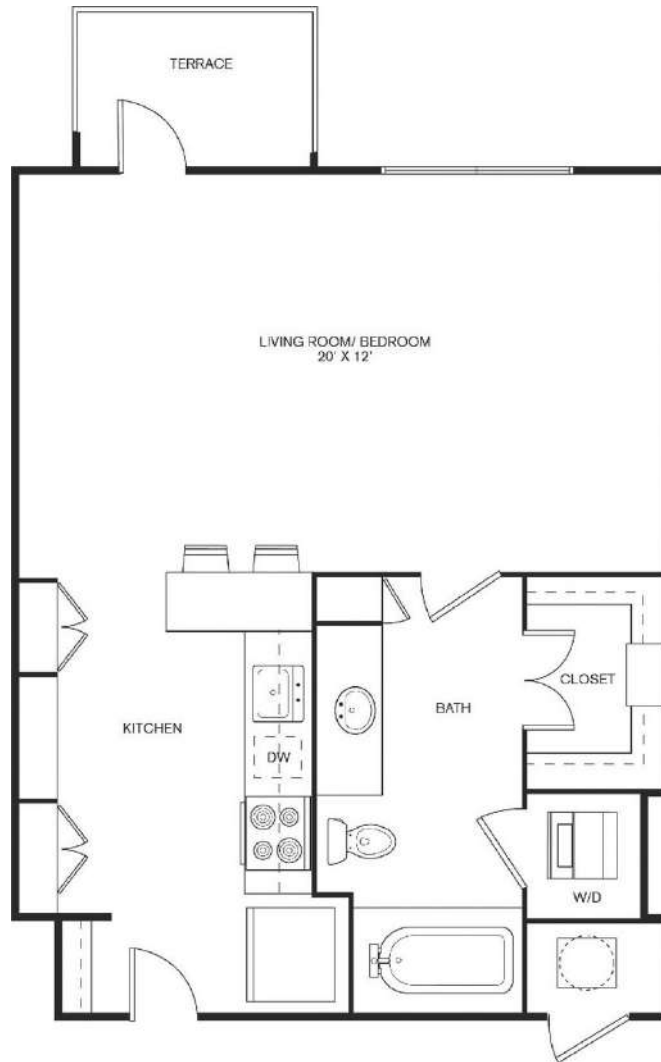 TERRACE
LIVING ROOM/ BEDROOM
20' X 12'
KITCHEN
DW
BATH
CLOSET
W/D